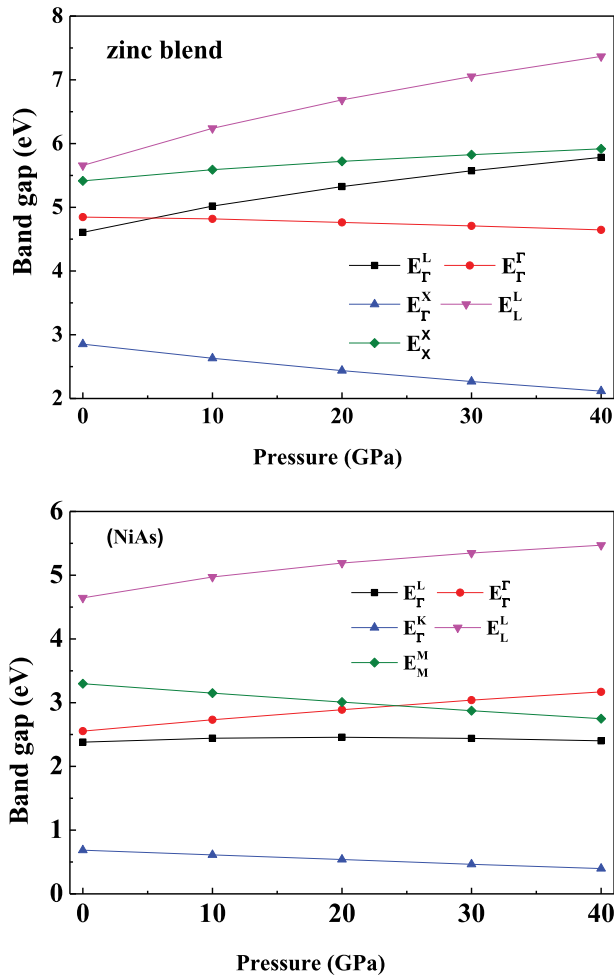 zinc blend
8
7
6
5
4
3
2
Band gap (eV)
E_Γ^L E_Γ^Γ
E_Γ^X E_L^L
E_X^X
0 10 20 30 40
Pressure (GPa)
(NiAs)
6
5
4
3
2
1
0
Band gap (eV)
E_Γ^L E_Γ^Γ
E_Γ^K E_L^L
E_M^M
0 10 20 30 40
Pressure (GPa)